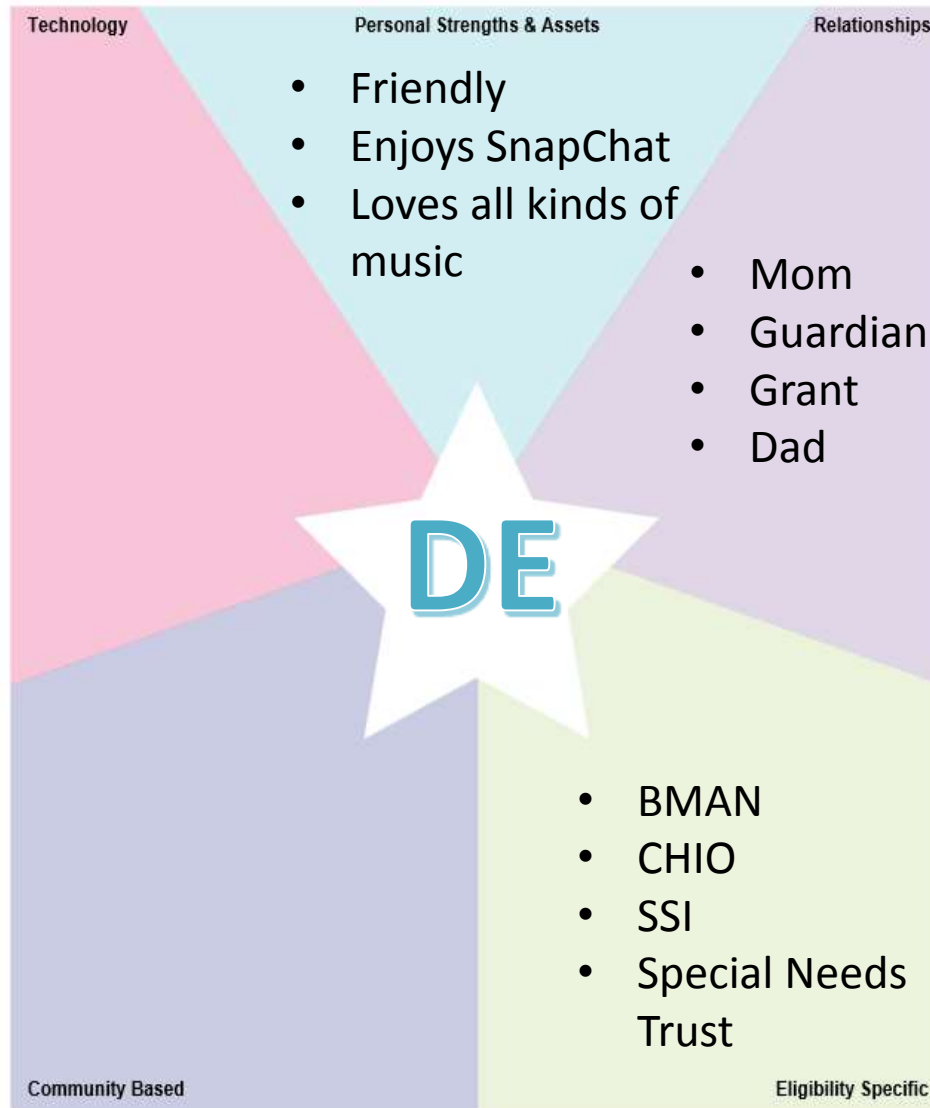 Technology
Personal Strengths & Assets
Relationships
• Friendly
• Enjoys SnapChat
• Loves all kinds of
music
• Mom
• Guardian
• Grant
• Dad
DE
• BMAN
• CHIO
• SSI
• Special Needs
Trust
Community Based
Eligibility Specific